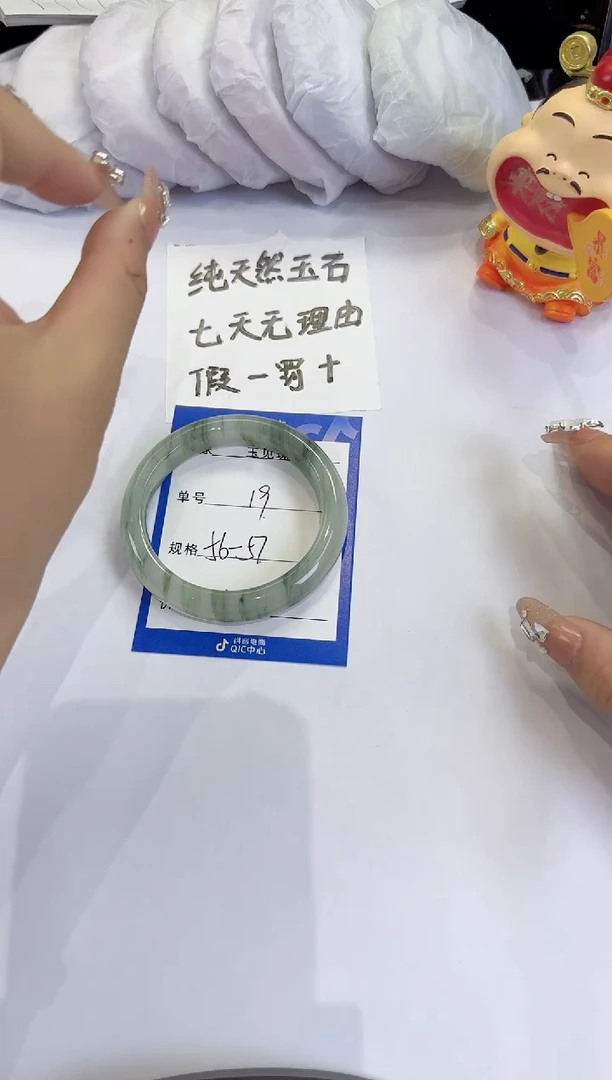 纯天然玉石
七天无理由
假一罚十
单号 19
规格 56-57
抖音电商
QIC中心